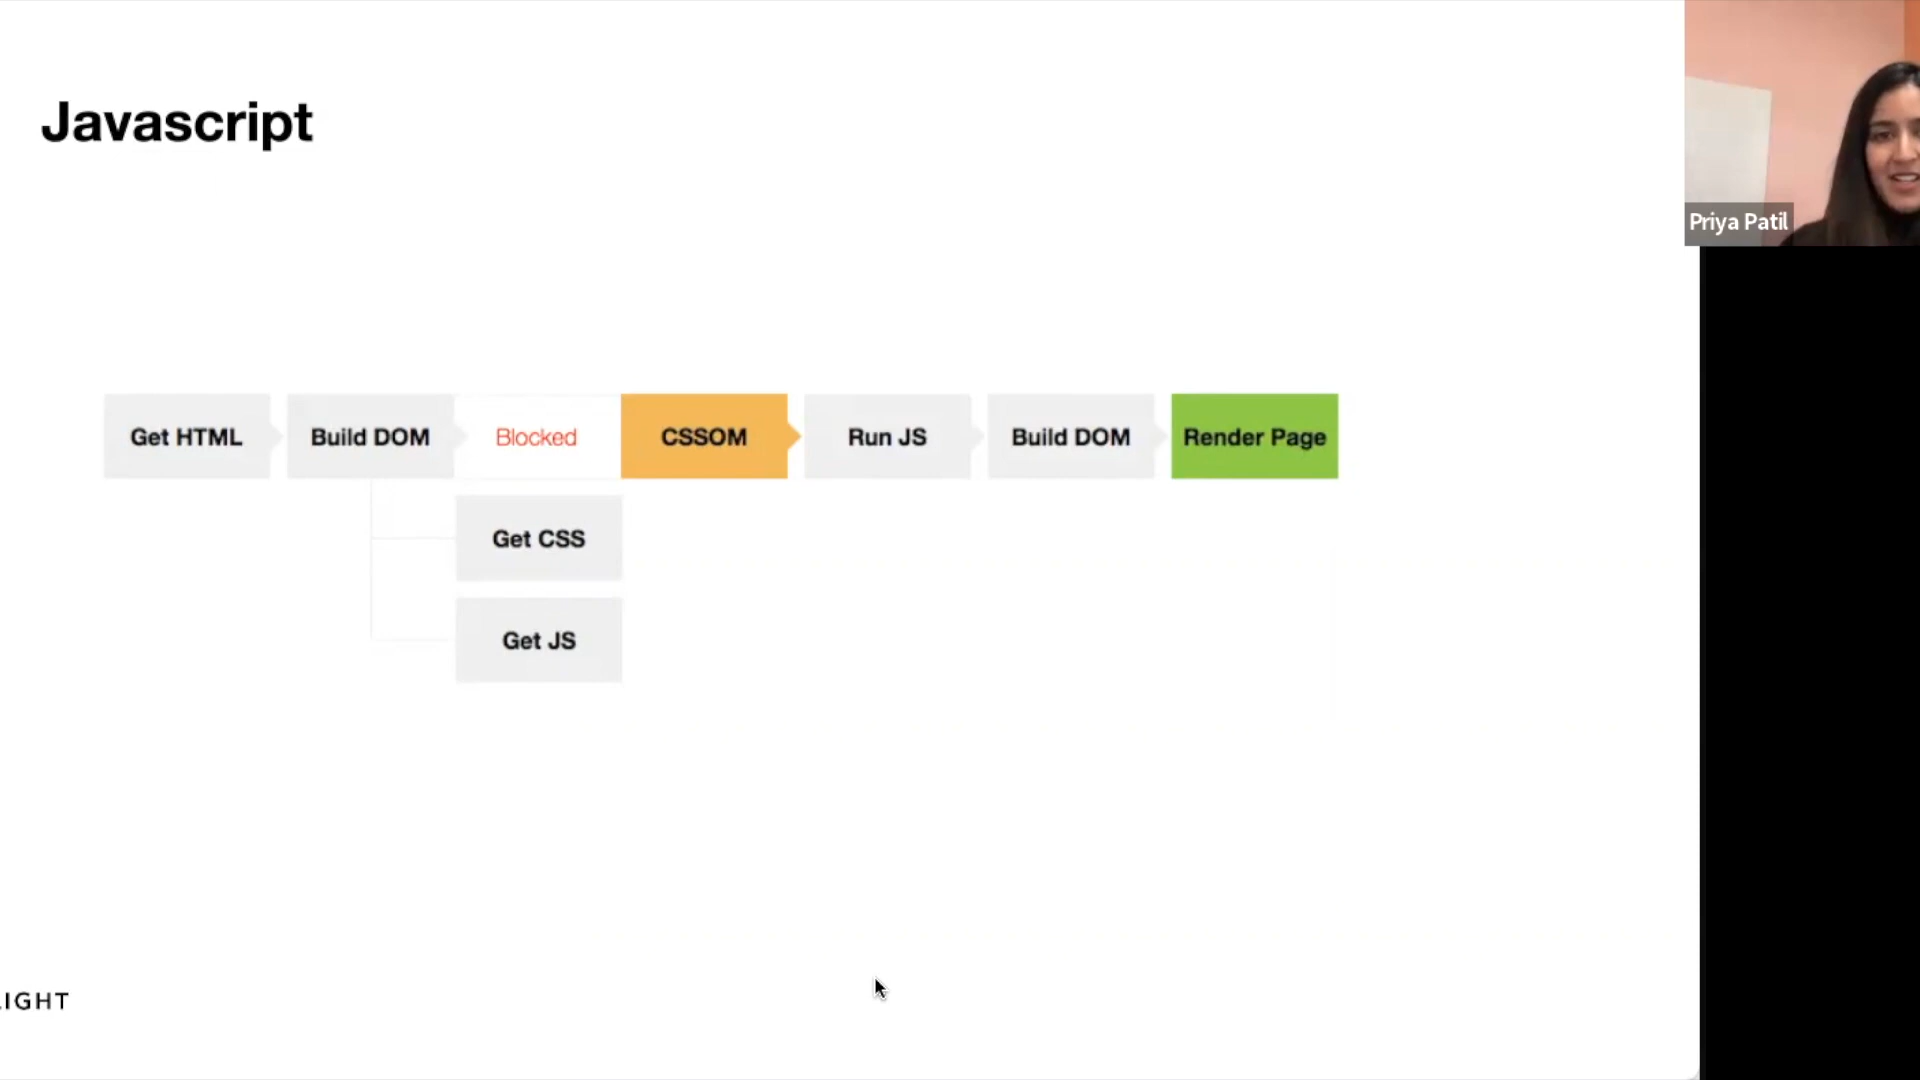 Javascript
Priya Patil
Get HTML
Build DOM
Blocked
CSSOM
Run JS
Build DOM
Render Page
Get CSS
Get JS
IGHT